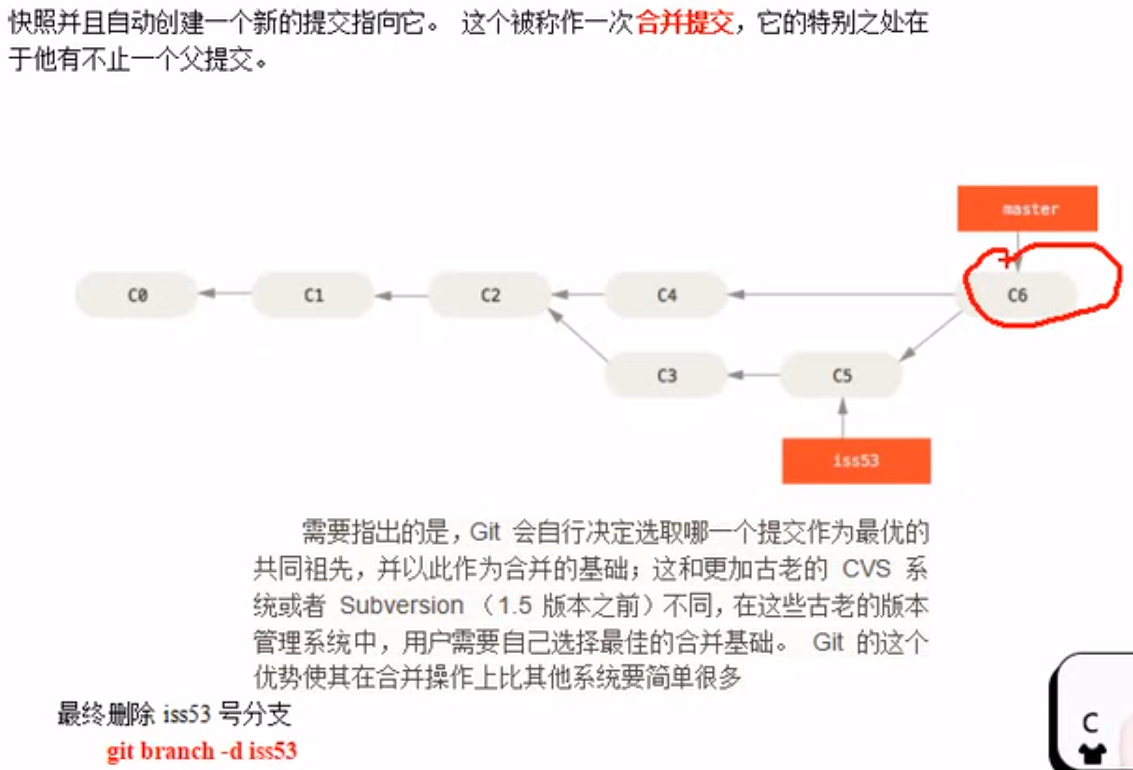 快照并且自动创建一个新的提交指向它。 这个被称作一次合并提交，它的特别之处在
于他有不止一个父提交。
master
C0
C1
C2
C4
C6
C3
C5
iss53
需要指出的是，Git 会自行决定选取哪一个提交作为最优的
共同祖先，并以此作为合并的基础；这和更加古老的 CVS 系
统或者 Subversion （1.5 版本之前）不同，在这些古老的版本
管理系统中，用户需要自己选择最佳的合并基础。 Git 的这个
优势使其在合并操作上比其他系统要简单很多
最终删除 iss53 号分支
git branch -d iss53
C